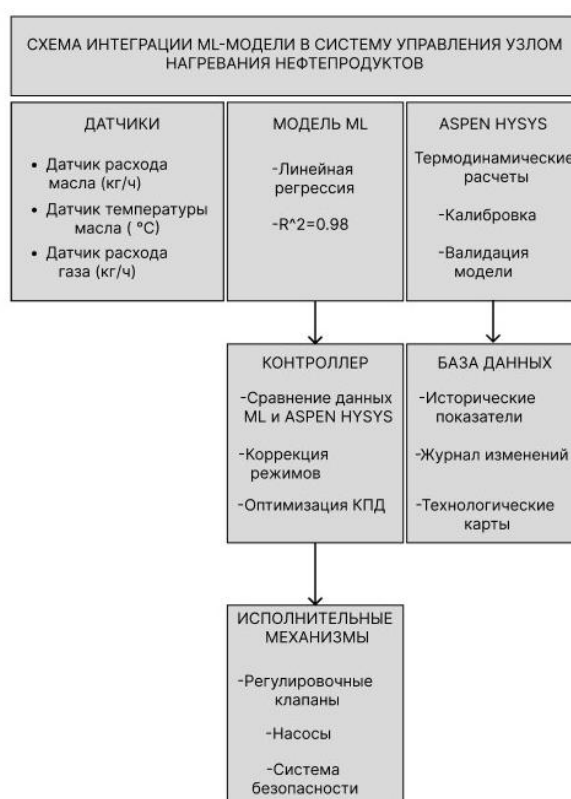 СХЕМА ИНТЕГРАЦИИ ML-МОДЕЛИ В СИСТЕМУ УПРАВЛЕНИЯ УЗЛОМ
НАГРЕВАНИЯ НЕФТЕПРОДУКТОВ
ДАТЧИКИ
• Датчик расхода
масла (кг/ч)
• Датчик температуры
масла ( °C)
• Датчик расхода
газа (кг/ч)
МОДЕЛЬ ML
-Линейная
регрессия
-R^2=0.98
ASPEN HYSYS
Термодинамические
расчеты
-Калибровка
-Валидация
модели
КОНТРОЛЛЕР
-Сравнение данных
ML и ASPEN HYSYS
-Коррекция
режимов
-Оптимизация КПД
БАЗА ДАННЫХ
-Исторические
показатели
-Журнал изменений
-Технологические
карты
ИСПОЛНИТЕЛЬНЫЕ
МЕХАНИЗМЫ
-Регулировочные
клапаны
-Насосы
-Система
безопасности